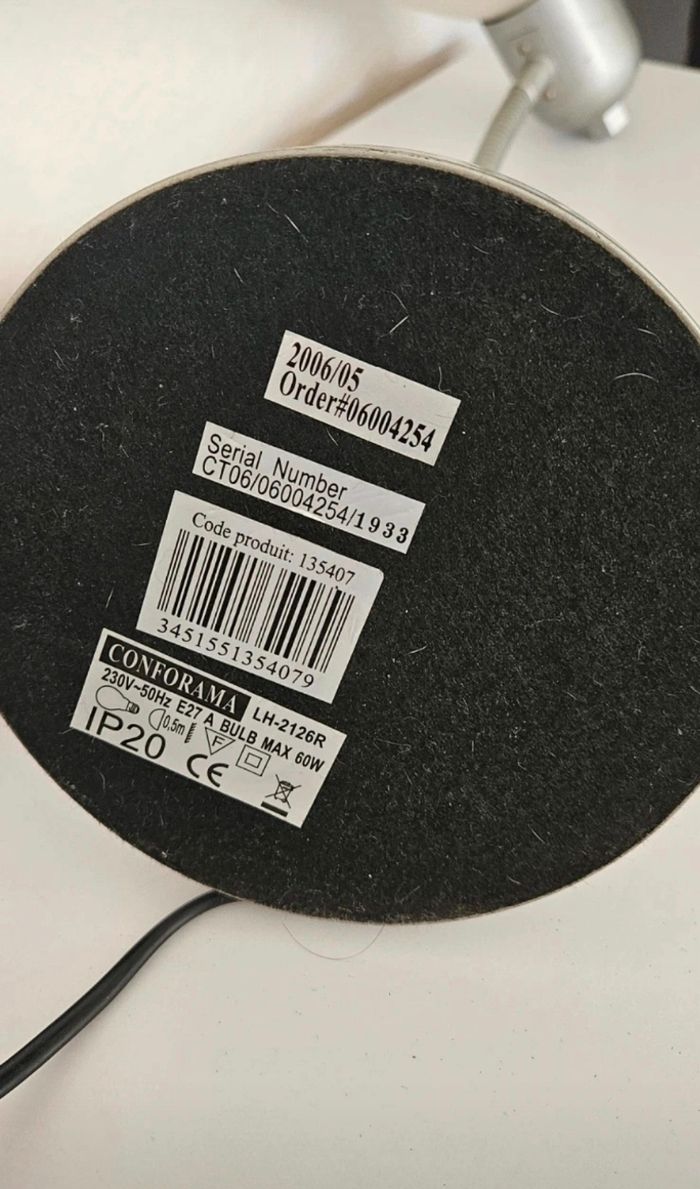 2006/05
Order#06004254
Serial Number
CT06/06004254/1933
Code produit: 135407
3451551354079
CONFORAMA LH-2126R
230V~50Hz E27 A BULB MAX 60W
0,5m F
IP20 CE